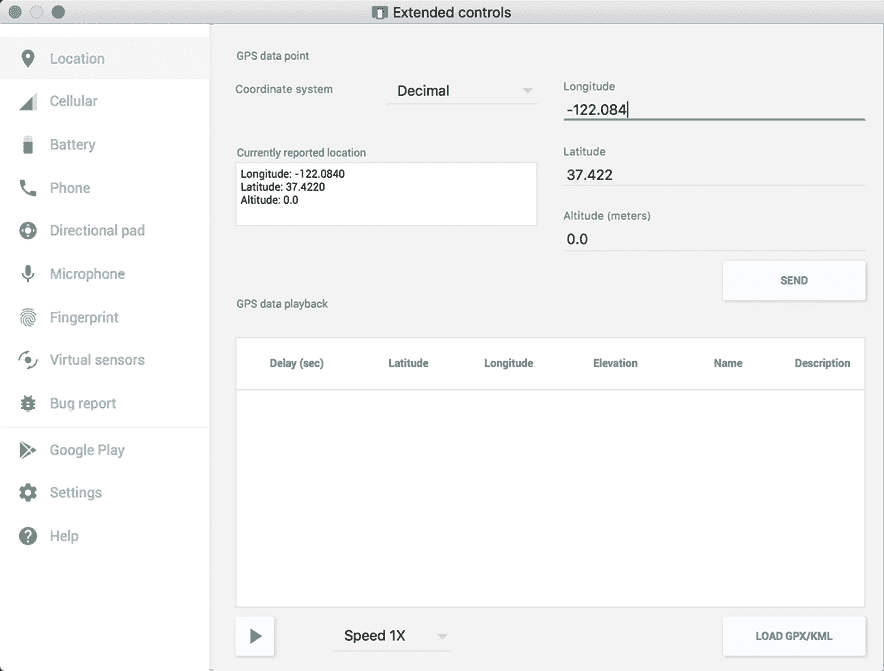 Extended controls
Location
Cellular
Battery
Phone
Directional pad
Microphone
Fingerprint
Virtual sensors
Bug report
Google Play
Settings
Help
GPS data point
Coordinate system
Decimal
Longitude
-122.084
Currently reported location
Longitude: -122.0840
Latitude: 37.4220
Altitude: 0.0
Latitude
37.422
Altitude (meters)
0.0
SEND
GPS data playback
Delay (sec) Latitude Longitude Elevation Name Description
Speed 1X
LOAD GPX/KML